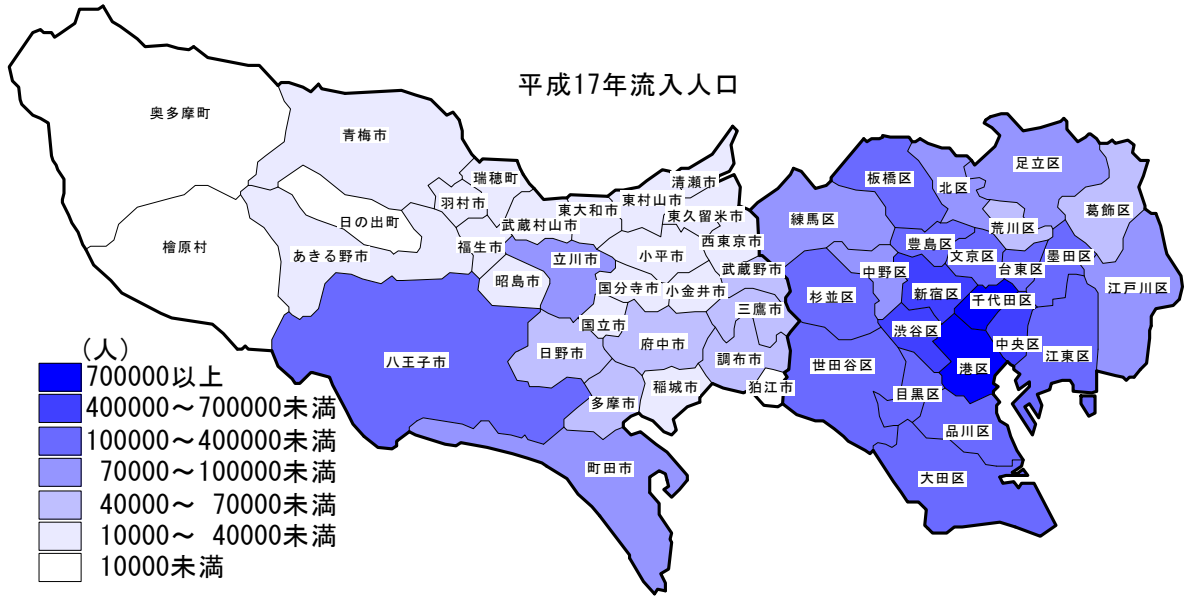 平成17年流入人口
奥多摩町
青梅市
瑞穂町
清瀬市
羽村市
東村山市
東大和市
東久留米市
日の出町
武蔵村山市
檜原村
あきる野市
福生市
立川市
小平市
西東京市
昭島市
武蔵野市
国分寺市
小金井市
三鷹市
国立市
府中市
日野市
調布市
八王子市
稲城市
狛江市
多摩市
町田市
足立区
板橋区
北区
練馬区
荒川区
葛飾区
豊島区
文京区
墨田区
台東区
中野区
江戸川区
杉並区
新宿区
千代田区
渋谷区
中央区
江東区
世田谷区
港区
目黒区
品川区
大田区
(人)
700000以上
400000～700000未満
100000～400000未満
70000～100000未満
40000～ 70000未満
10000～ 40000未満
10000未満